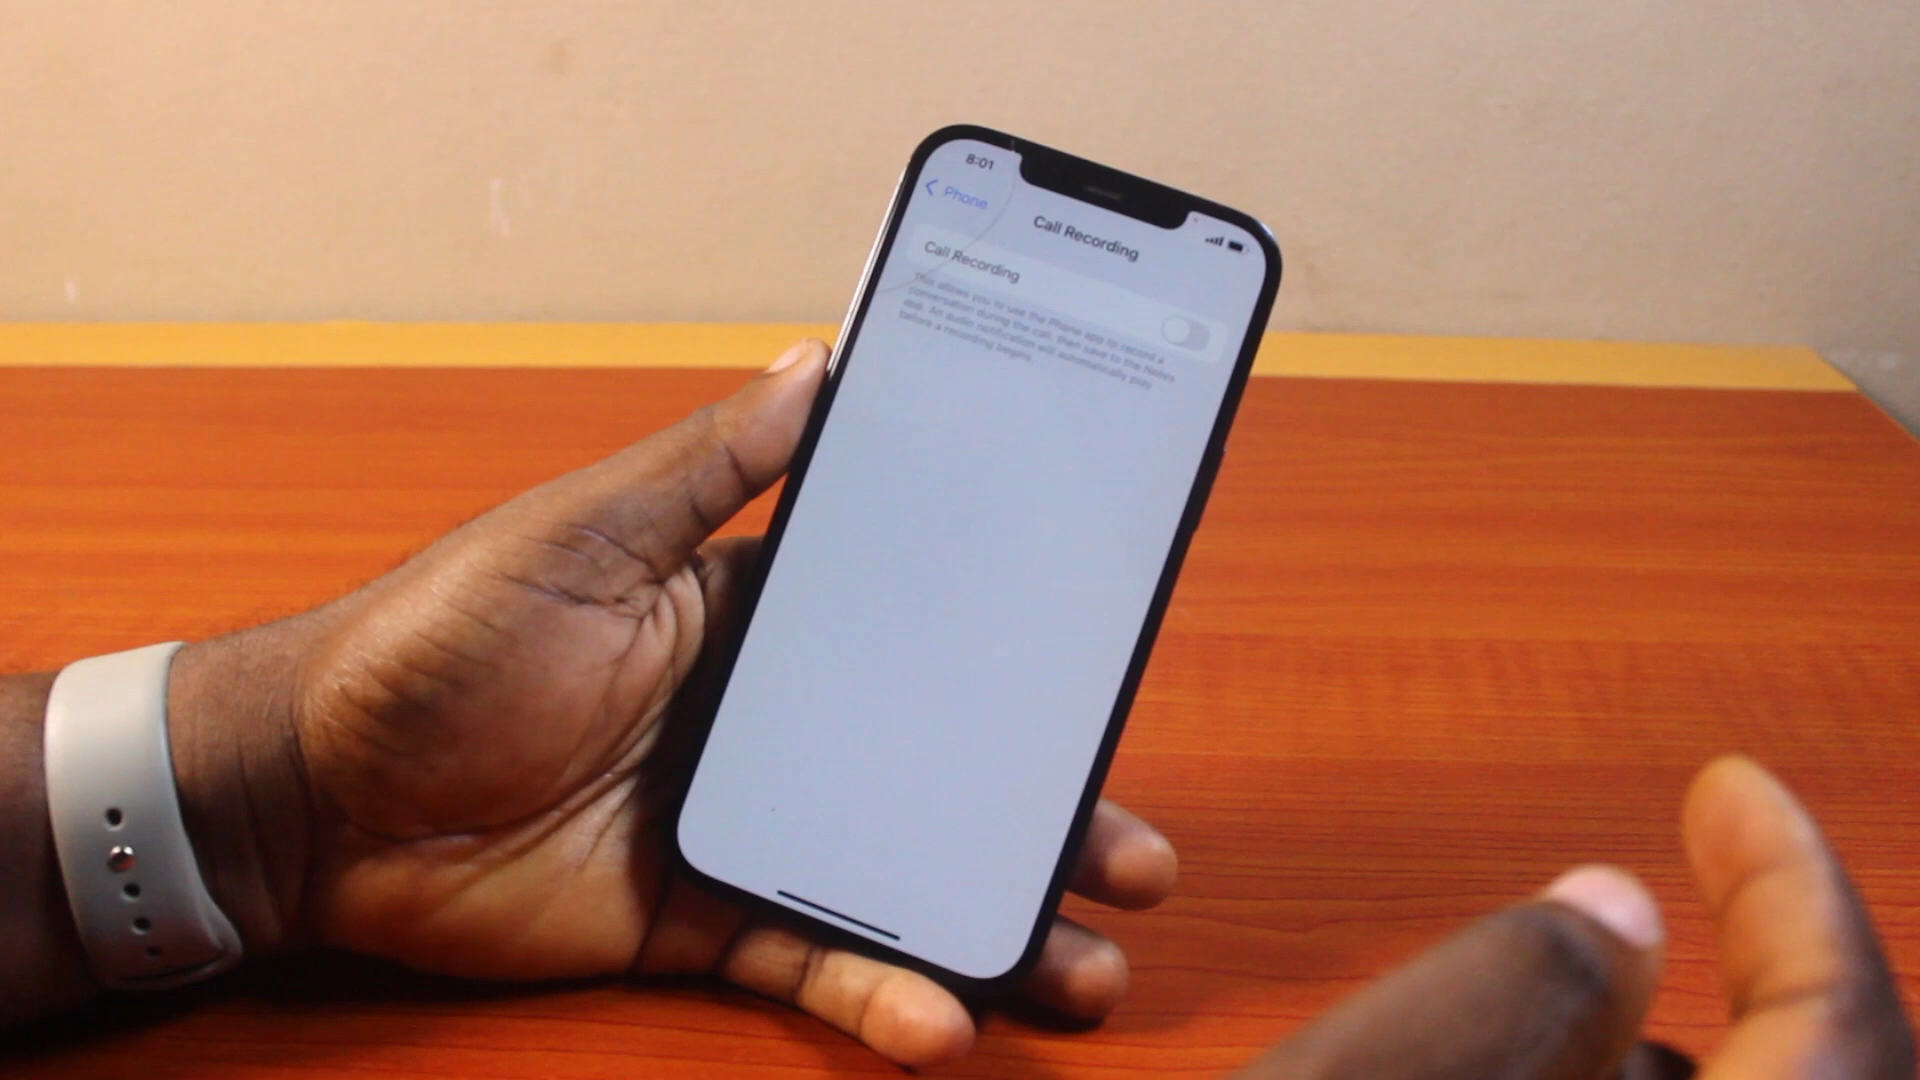 8:01
Phone
Call Recording
Call Recording
This allows you to use the Phone app to record a
conversation during the call, then save to the Notes
app. An audio notification will automatically play
before a recording begins.